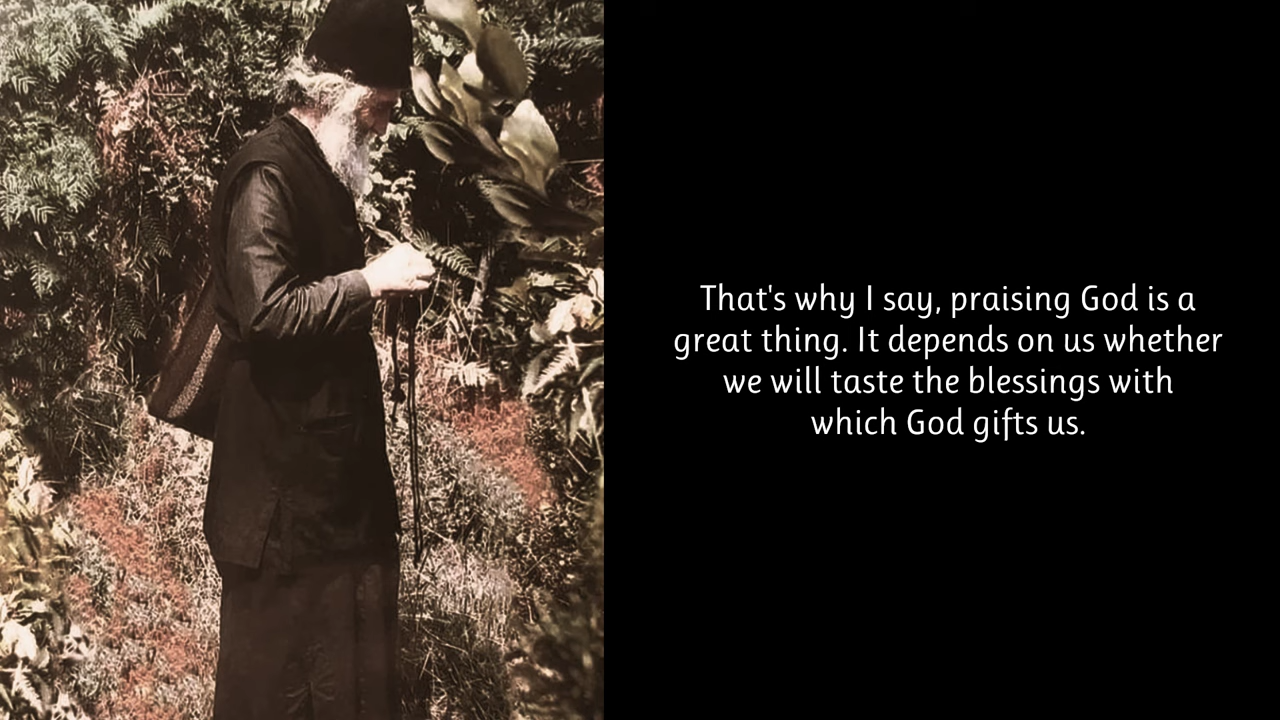 That's why I say, praising God is a
great thing. It depends on us whether
we will taste the blessings with
which God gifts us.